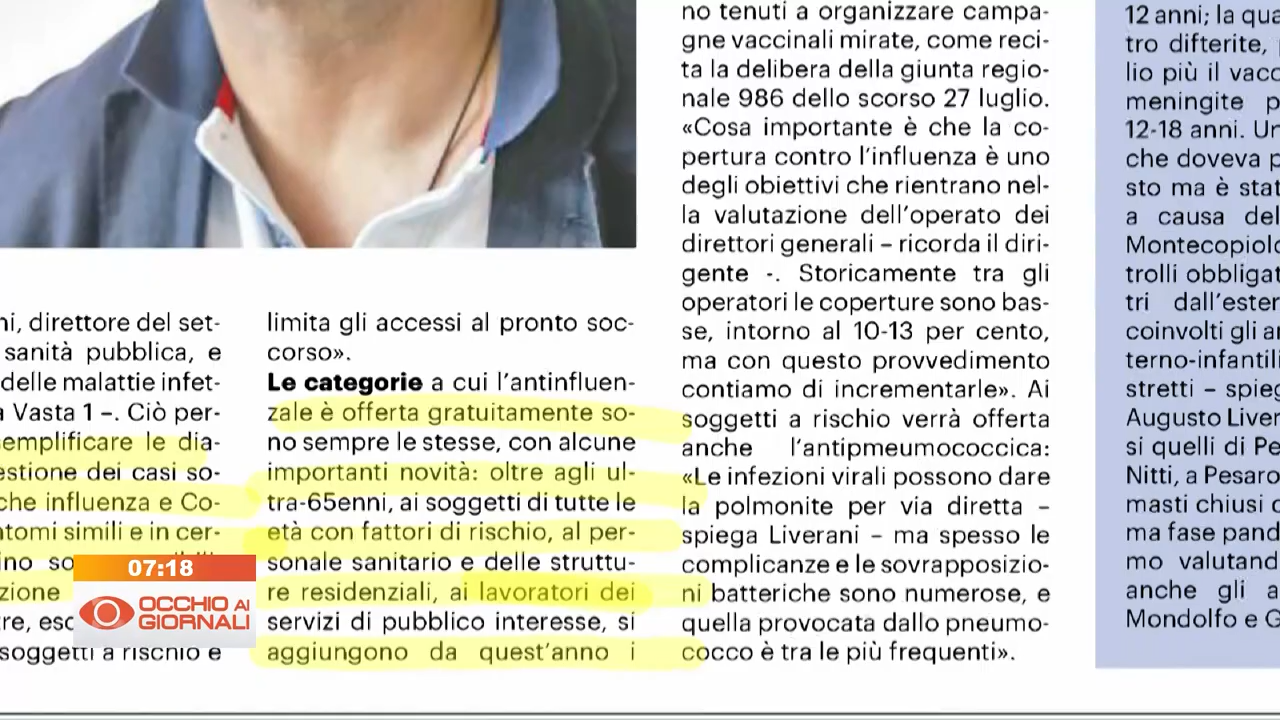 ni, direttore del set-
sanità pubblica, e
delle malattie infet-
a Vasta 1 –. Ciò per-
semplificare le dia-
estione dei casi so-
che influenza e Co-
ntomi simili e in cer-
ino so
zione
tre, esc
soggetti a rischio e
limita gli accessi al pronto soc-
corso».
Le categorie a cui l'antinfluen-
zale è offerta gratuitamente so-
no sempre le stesse, con alcune
importanti novità: oltre agli ul-
tra-65enni, ai soggetti di tutte le
età con fattori di rischio, al per-
sonale sanitario e delle struttu-
re residenziali, ai lavoratori dei
servizi di pubblico interesse, si
aggiungono da quest'anno i
no tenuti a organizzare campa-
gne vaccinali mirate, come reci-
ta la delibera della giunta regio-
nale 986 dello scorso 27 luglio.
«Cosa importante è che la co-
pertura contro l'influenza è uno
degli obiettivi che rientrano nel-
la valutazione dell'operato dei
direttori generali – ricorda il diri-
gente -. Storicamente tra gli
operatori le coperture sono bas-
se, intorno al 10-13 per cento,
ma con questo provvedimento
contiamo di incrementarle». Ai
soggetti a rischio verrà offerta
anche l'antipmeumococcica:
«Le infezioni virali possono dare
la polmonite per via diretta –
spiega Liverani – ma spesso le
complicanze e le sovrapposizio-
ni batteriche sono numerose, e
quella provocata dallo pneumo-
cocco è tra le più frequenti».
12 anni; la qua
tro difterite,
lio più il vacc
meningite p
12-18 anni. Un
che doveva p
sto ma è stat
a causa del
Montecopiolo
trolli obbligat
tri dall'ester
coinvolti gli a
terno-infantili
stretti – spieg
Augusto Liver
si quelli di Pe
Nitti, a Pesaro
masti chiusi d
ma fase pand
mo valutand
anche gli a
Mondolfo e G
07:18
OCCHIO AI
GIORNALI